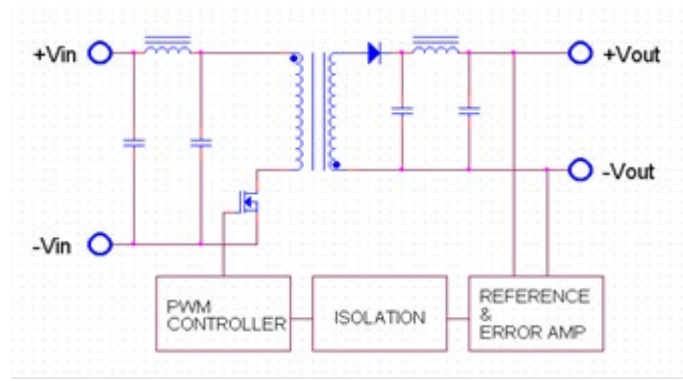 +Vin
+Vout
-Vout
-Vin
PWM
CONTROLLER
ISOLATION
REFERENCE
&
ERROR AMP